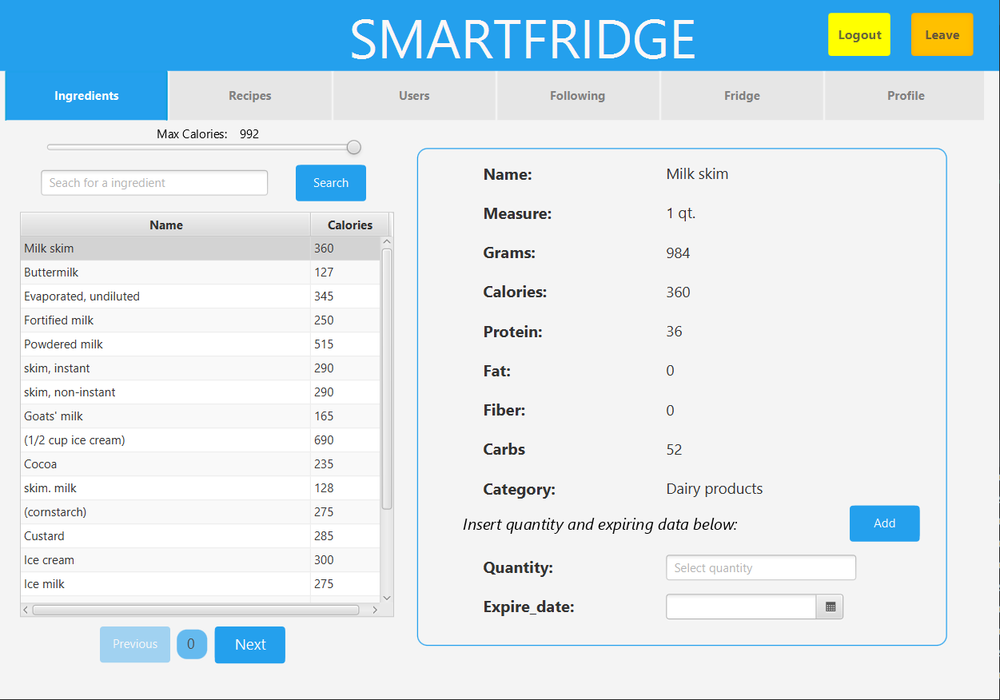 SMARTFRIDGE
Logout
Leave
Ingredients
Recipes
Users
Following
Fridge
Profile
Max Calories: 992
Seach for a ingredient
Search
Name Calories
Milk skim 360
Buttermilk 127
Evaporated, undiluted 345
Fortified milk 250
Powdered milk 515
skim, instant 290
skim, non-instant 290
Goats' milk 165
(1/2 cup ice cream) 690
Cocoa 235
skim. milk 128
(cornstarch) 275
Custard 285
Ice cream 300
Ice milk 275
Previous
0
Next
Name: Milk skim
Measure: 1 qt.
Grams: 984
Calories: 360
Protein: 36
Fat: 0
Fiber: 0
Carbs 52
Category: Dairy products
Insert quantity and expiring data below:
Add
Quantity: Select quantity
Expire_date: